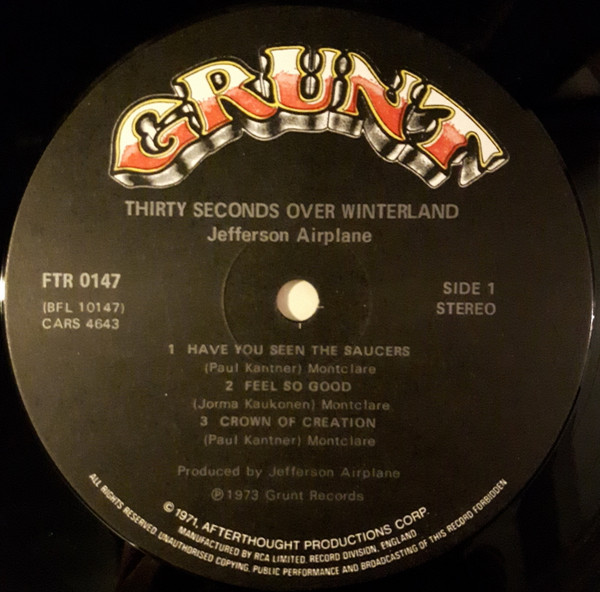 GRUNT
THIRTY SECONDS OVER WINTERLAND
Jefferson Airplane
FTR 0147
(BFL 10147)
CARS 4643
SIDE 1
STEREO
1 HAVE YOU SEEN THE SAUCERS
(Paul Kantner) Montclare
2 FEEL SO GOOD
(Jorma Kaukonen) Montclare
3 CROWN OF CREATION
(Paul Kantner) Montclare
Produced by Jefferson Airplane
℗ 1973 Grunt Records
© 1971, AFTERTHOUGHT PRODUCTIONS CORP.
MANUFACTURED BY RCA LIMITED, RECORD DIVISION, ENGLAND
ALL RIGHTS RESERVED. UNAUTHORISED COPYING, PUBLIC PERFORMANCE AND BROADCASTING OF THIS RECORD FORBIDDEN